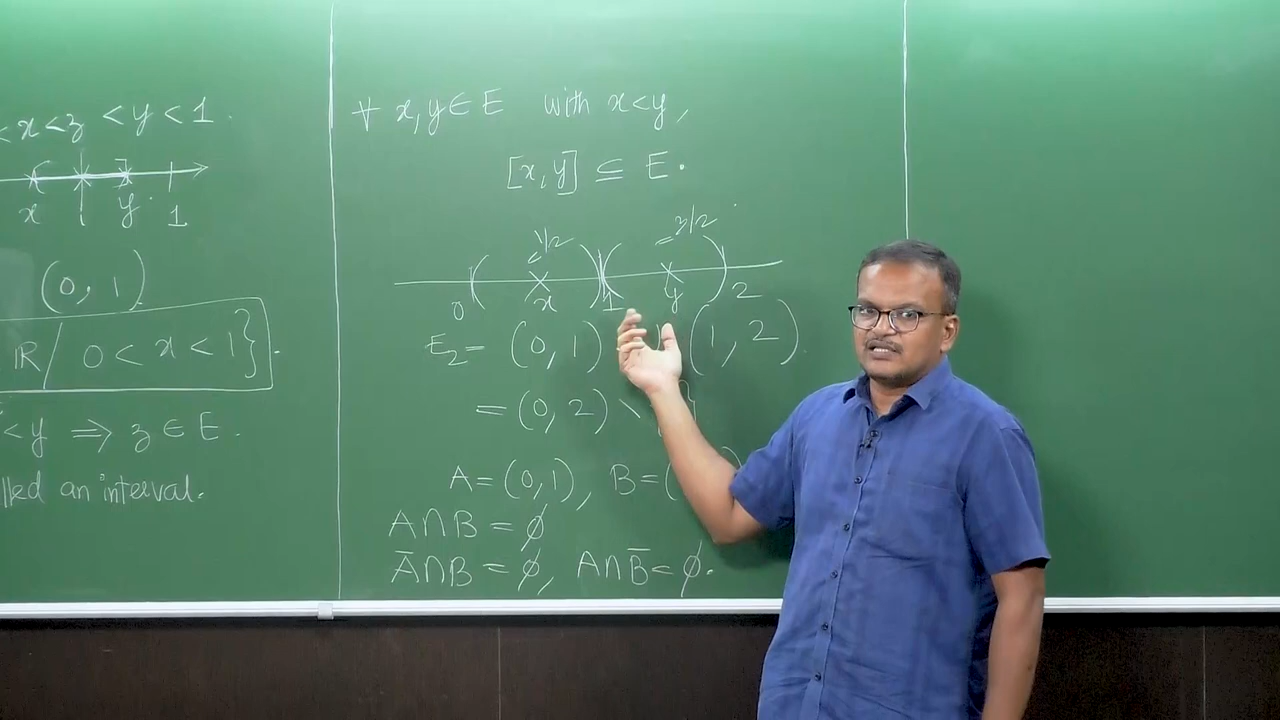 <x<z <y<1.
x y 1
(0, 1)
IR / 0 < x < 1}.
<y ⇒ z ∈ E.
lled an interval.
∀ x, y ∈ E with x<y,
[x, y] ⊆ E.
1/2 3/2
0 x 1 y 2
E₂ = (0, 1) (1, 2)
= (0, 2) \ }
A = (0, 1), B = (
A∩B = ∅
A̅∩B = ∅, A∩B̅ = ∅.